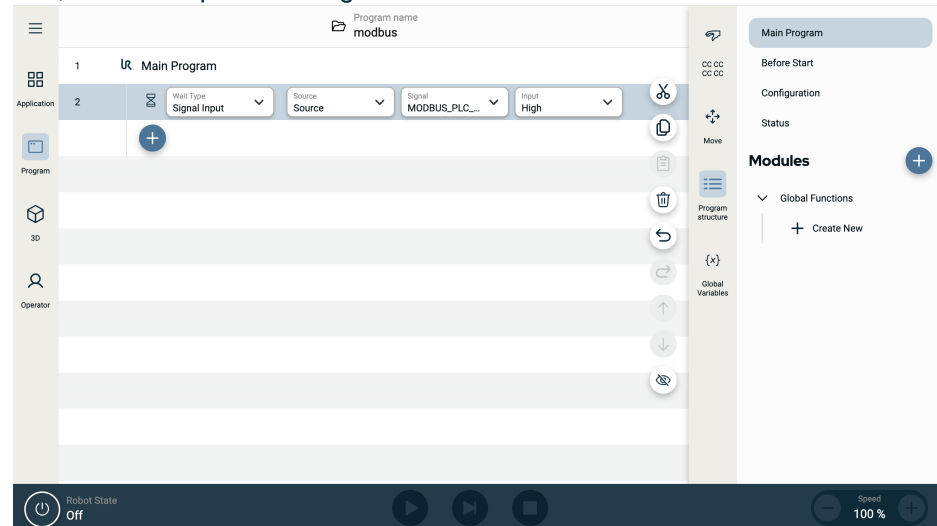 Program name
modbus
1 Main Program
Application
2 Wait Type Signal Input Source Source Signal MODBUS_PLC_... Input High
Program
3D
Operator
CC CC
CC CC
Move
Program structure
{x}
Global Variables
Main Program
Before Start
Configuration
Status
Modules
Global Functions
Create New
Robot State
Off
Speed
100 %